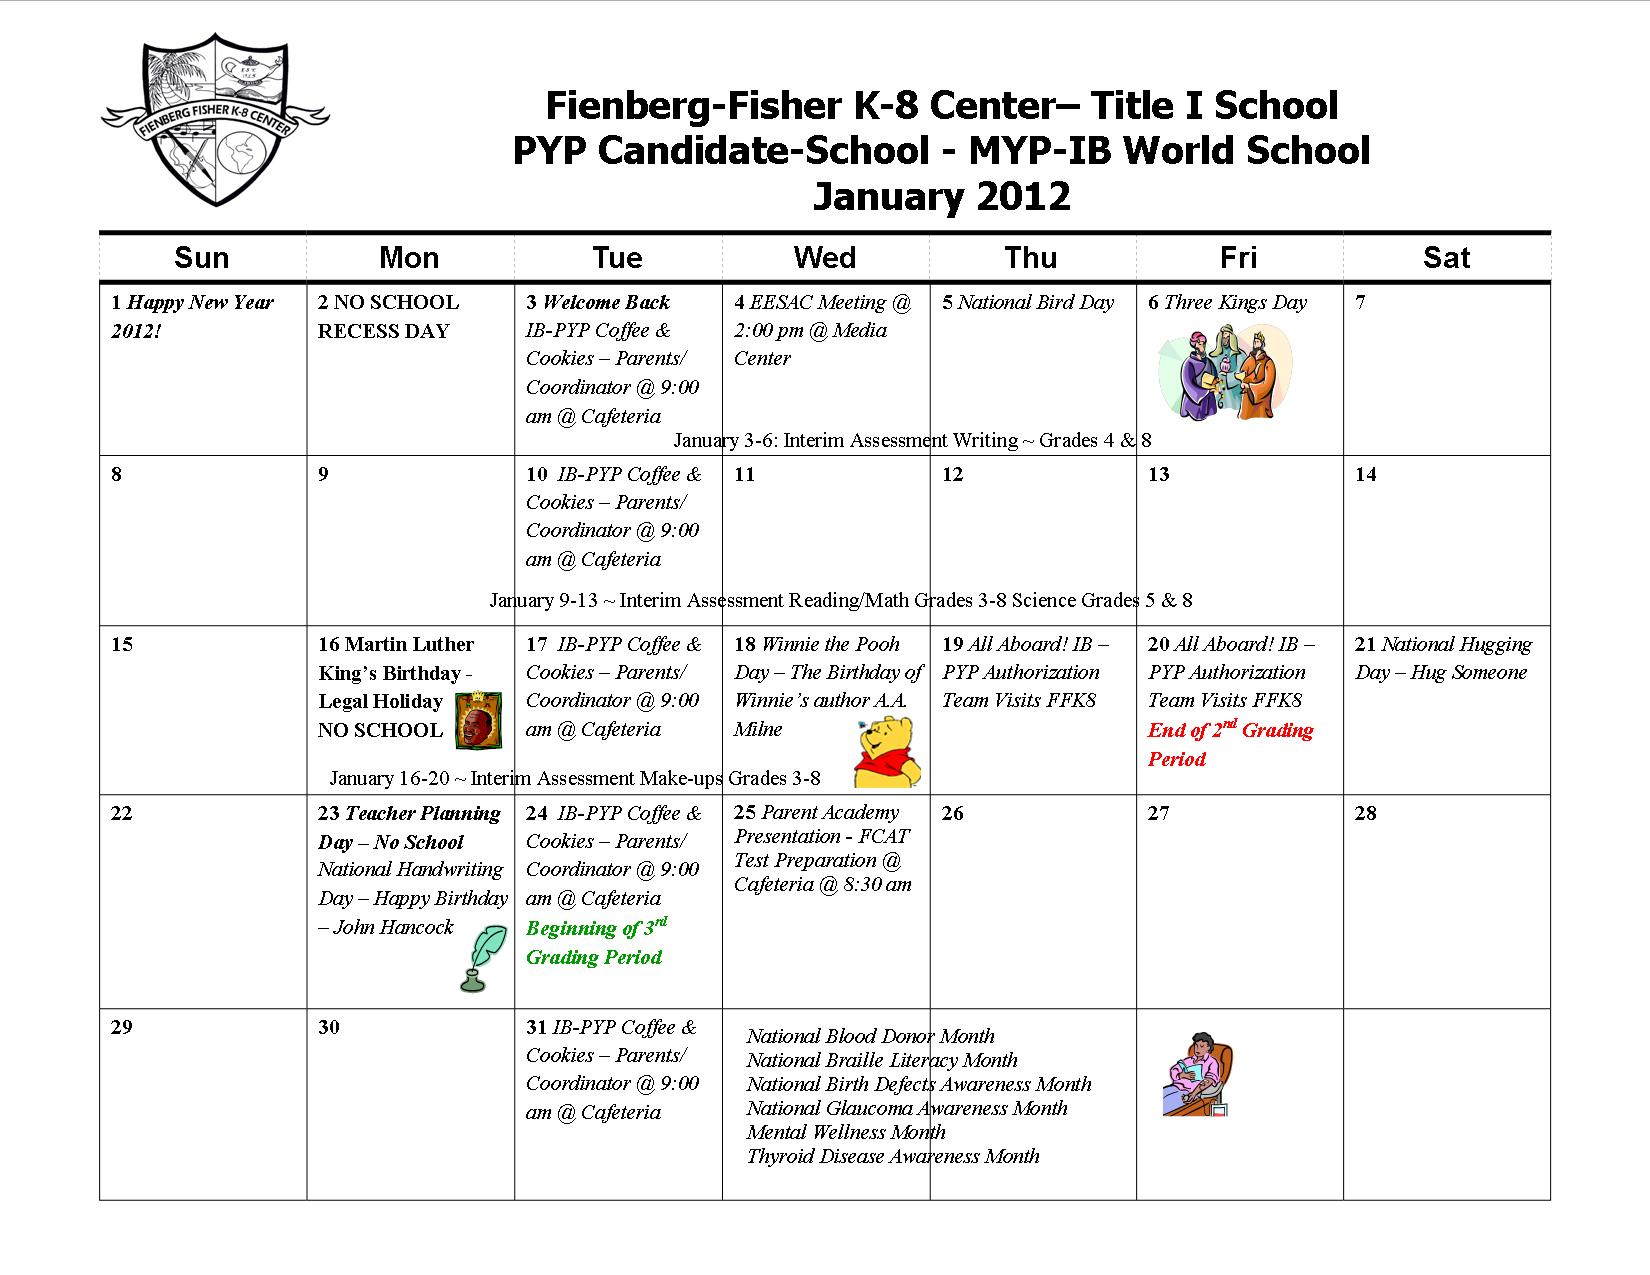 FIENBERG FISHER K-8 CENTER
Fienberg-Fisher K-8 Center– Title I School
PYP Candidate-School - MYP-IB World School
January 2012
Sun Mon Tue Wed Thu Fri Sat
1 Happy New Year
2012!
2 NO SCHOOL
RECESS DAY
3 Welcome Back
IB-PYP Coffee &
Cookies – Parents/
Coordinator @ 9:00
am @ Cafeteria
4 EESAC Meeting @
2:00 pm @ Media
Center
5 National Bird Day
6 Three Kings Day
7
January 3-6: Interim Assessment Writing ~ Grades 4 & 8
8
9
10 IB-PYP Coffee &
Cookies – Parents/
Coordinator @ 9:00
am @ Cafeteria
11
12
13
14
January 9-13 ~ Interim Assessment Reading/Math Grades 3-8 Science Grades 5 & 8
15
16 Martin Luther
King’s Birthday -
Legal Holiday
NO SCHOOL
17 IB-PYP Coffee &
Cookies – Parents/
Coordinator @ 9:00
am @ Cafeteria
18 Winnie the Pooh
Day – The Birthday of
Winnie’s author A.A.
Milne
19 All Aboard! IB –
PYP Authorization
Team Visits FFK8
20 All Aboard! IB –
PYP Authorization
Team Visits FFK8
End of 2nd Grading
Period
21 National Hugging
Day – Hug Someone
January 16-20 ~ Interim Assessment Make-ups Grades 3-8
22
23 Teacher Planning
Day – No School
National Handwriting
Day – Happy Birthday
– John Hancock
24 IB-PYP Coffee &
Cookies – Parents/
Coordinator @ 9:00
am @ Cafeteria
Beginning of 3rd
Grading Period
25 Parent Academy
Presentation - FCAT
Test Preparation @
Cafeteria @ 8:30 am
26
27
28
29
30
31 IB-PYP Coffee &
Cookies – Parents/
Coordinator @ 9:00
am @ Cafeteria
National Blood Donor Month
National Braille Literacy Month
National Birth Defects Awareness Month
National Glaucoma Awareness Month
Mental Wellness Month
Thyroid Disease Awareness Month